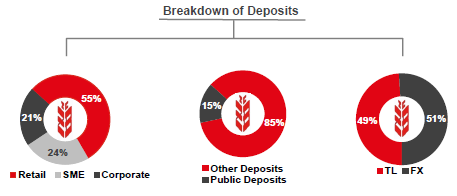 Breakdown of Deposits
55%
21%
24%
Retail SME Corporate
15%
85%
Other Deposits
Public Deposits
49%
51%
TL FX